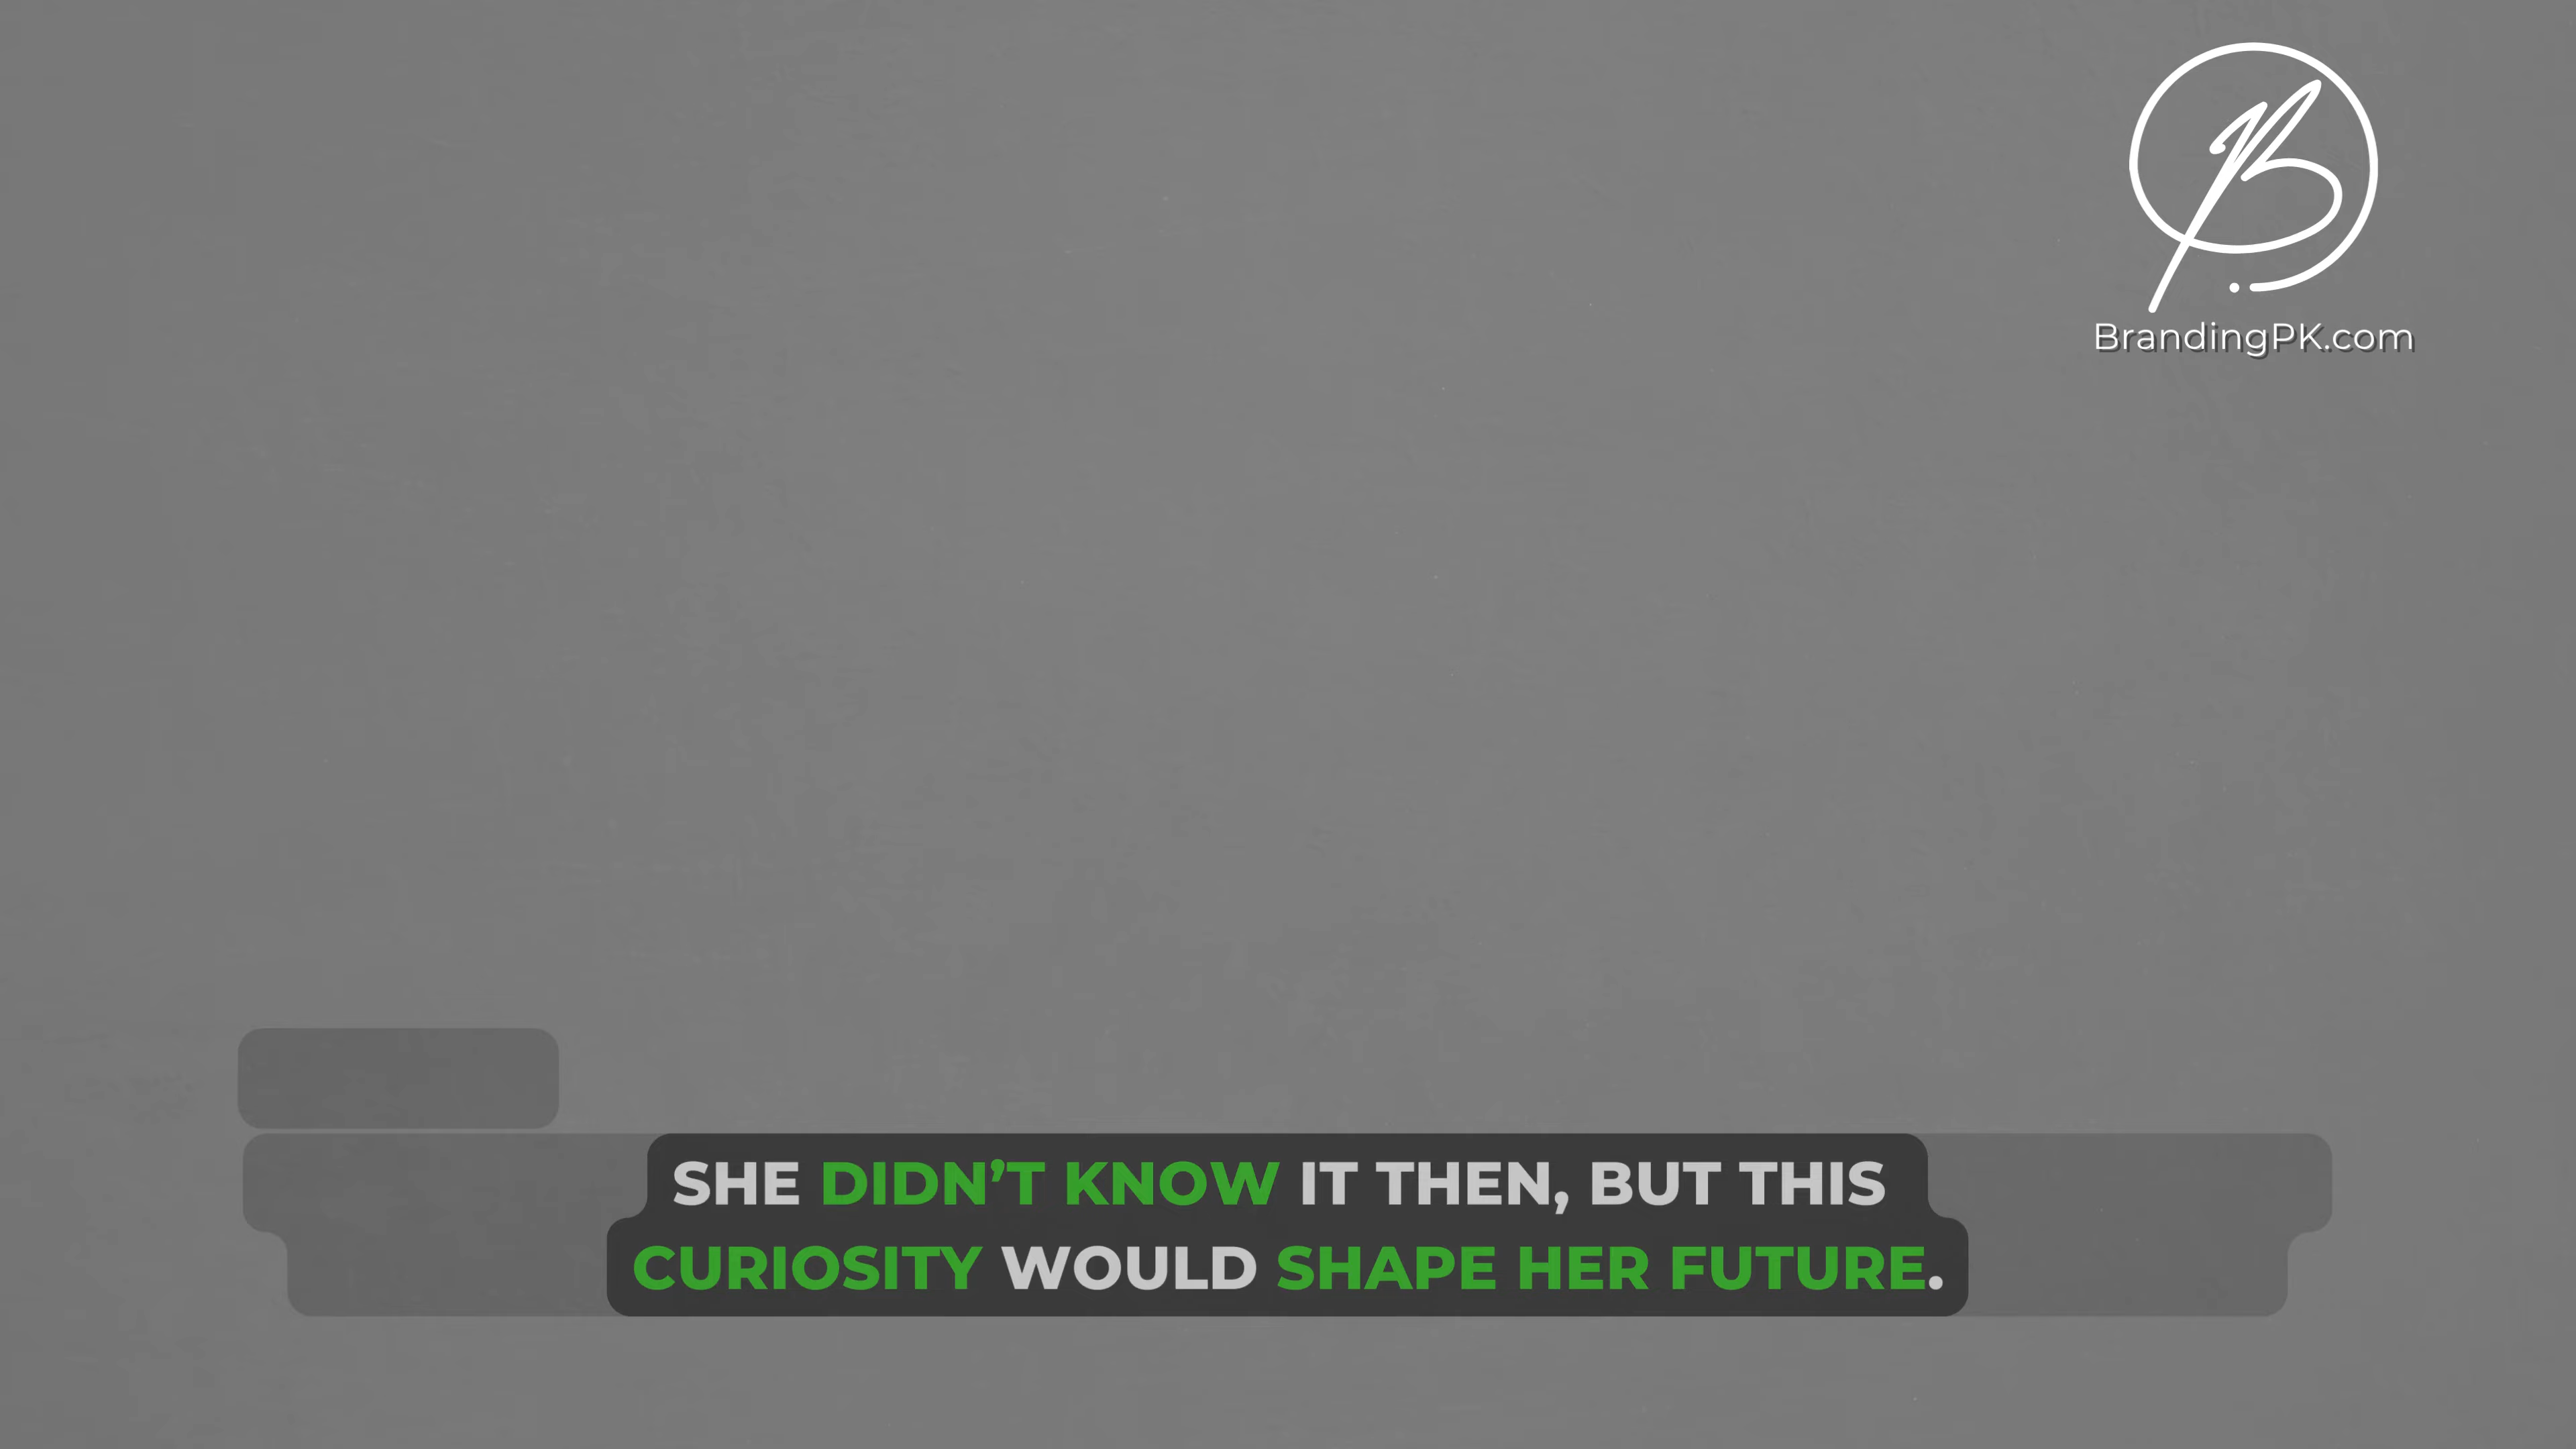 BrandingPK.com
SHE DIDN’T KNOW IT THEN, BUT THIS
CURIOSITY WOULD SHAPE HER FUTURE.